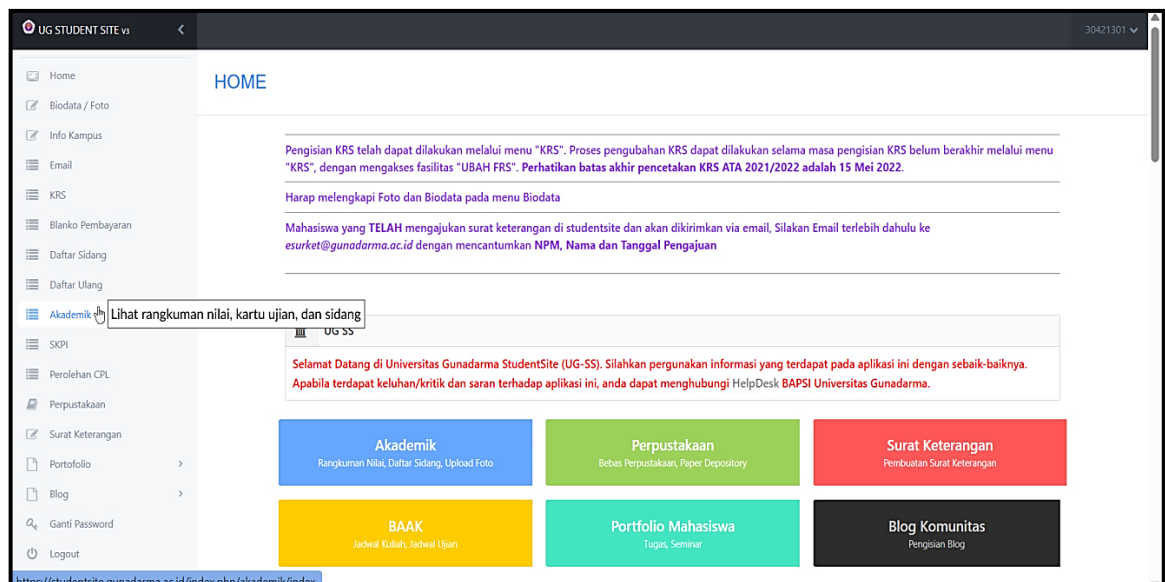 UG STUDENT SITE v3
30421301
Home
Biodata / Foto
Info Kampus
Email
KRS
Blanko Pembayaran
Daftar Sidang
Daftar Ulang
Akademik
Lihat rangkuman nilai, kartu ujian, dan sidang
SKPI
Perolehan CPL
Perpustakaan
Surat Keterangan
Portofolio
Blog
Ganti Password
Logout
https://studentsite.gunadarma.ac.id/index.php/akademik/index
HOME
Pengisian KRS telah dapat dilakukan melalui menu "KRS". Proses pengubahan KRS dapat dilakukan selama masa pengisian KRS belum berakhir melalui menu
"KRS", dengan mengakses fasilitas "UBAH FRS". Perhatikan batas akhir pencetakan KRS ATA 2021/2022 adalah 15 Mei 2022.
Harap melengkapi Foto dan Biodata pada menu Biodata
Mahasiswa yang TELAH mengajukan surat keterangan di studentsite dan akan dikirimkan via email, Silakan Email terlebih dahulu ke
esurket@gunadarma.ac.id dengan mencantumkan NPM, Nama dan Tanggal Pengajuan
UG SS
Selamat Datang di Universitas Gunadarma StudentSite (UG-SS). Silahkan pergunakan informasi yang terdapat pada aplikasi ini dengan sebaik-baiknya.
Apabila terdapat keluhan/kritik dan saran terhadap aplikasi ini, anda dapat menghubungi HelpDesk BAPSI Universitas Gunadarma.
Akademik
Rangkuman Nilai, Daftar Sidang, Upload Foto
Perpustakaan
Bebas Perpustakaan, Paper Depository
Surat Keterangan
Pembuatan Surat Keterangan
BAAK
Jadwal Kuliah, Jadwal Ujian
Portfolio Mahasiswa
Tugas, Seminar
Blog Komunitas
Pengisian Blog